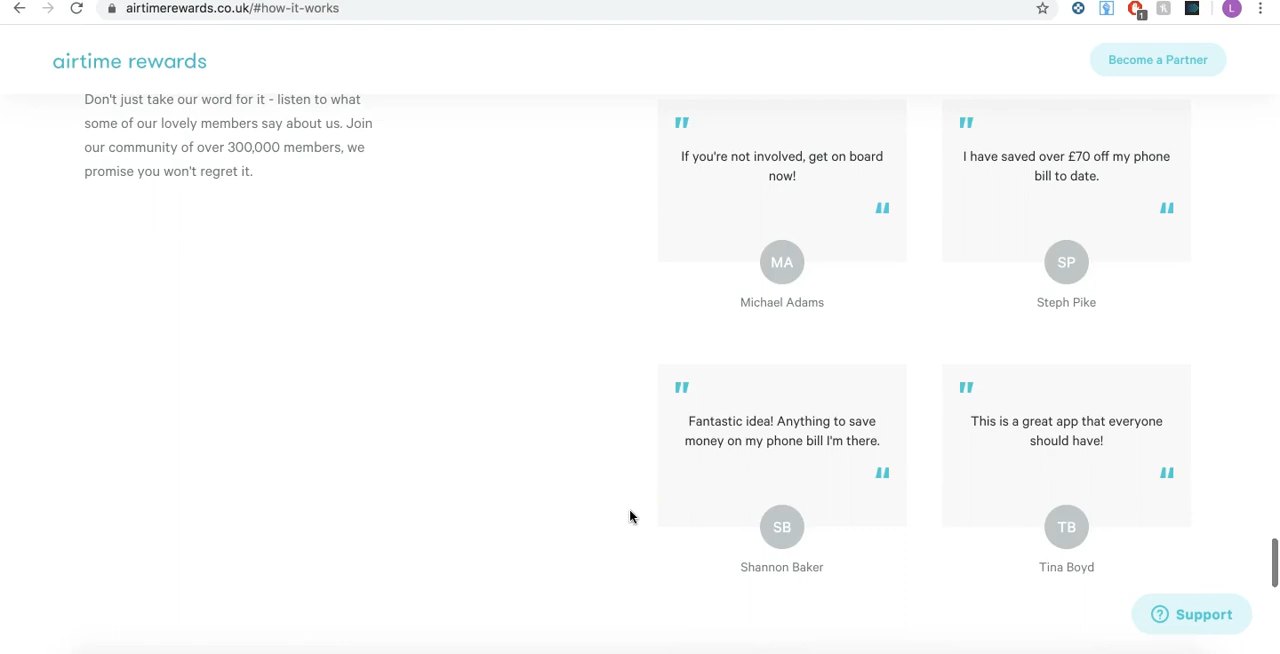 airtimerewards.co.uk/#how-it-works
1
L
airtime rewards
Become a Partner
Don't just take our word for it - listen to what
some of our lovely members say about us. Join
our community of over 300,000 members, we
promise you won't regret it.
"
If you're not involved, get on board
now!
"
MA
Michael Adams
"
I have saved over £70 off my phone
bill to date.
"
SP
Steph Pike
"
Fantastic idea! Anything to save
money on my phone bill I'm there.
"
SB
Shannon Baker
"
This is a great app that everyone
should have!
"
TB
Tina Boyd
? Support